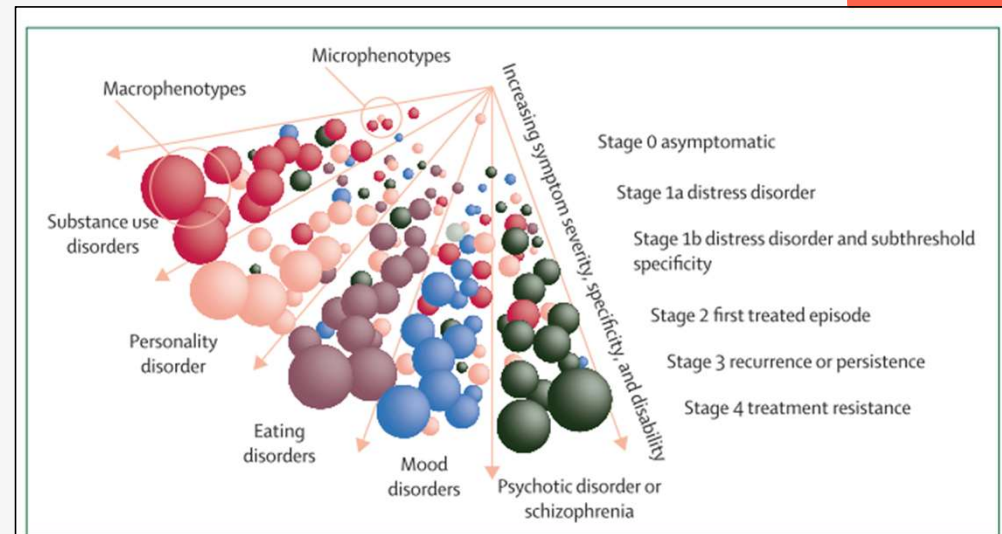 Microphenotypes
Macrophenotypes
Increasing symptom severity, specificity, and disability
Stage 0 asymptomatic
Stage 1a distress disorder
Stage 1b distress disorder and subthreshold
specificity
Stage 2 first treated episode
Stage 3 recurrence or persistence
Stage 4 treatment resistance
Substance use
disorders
Personality
disorder
Eating
disorders
Mood
disorders
Psychotic disorder or
schizophrenia